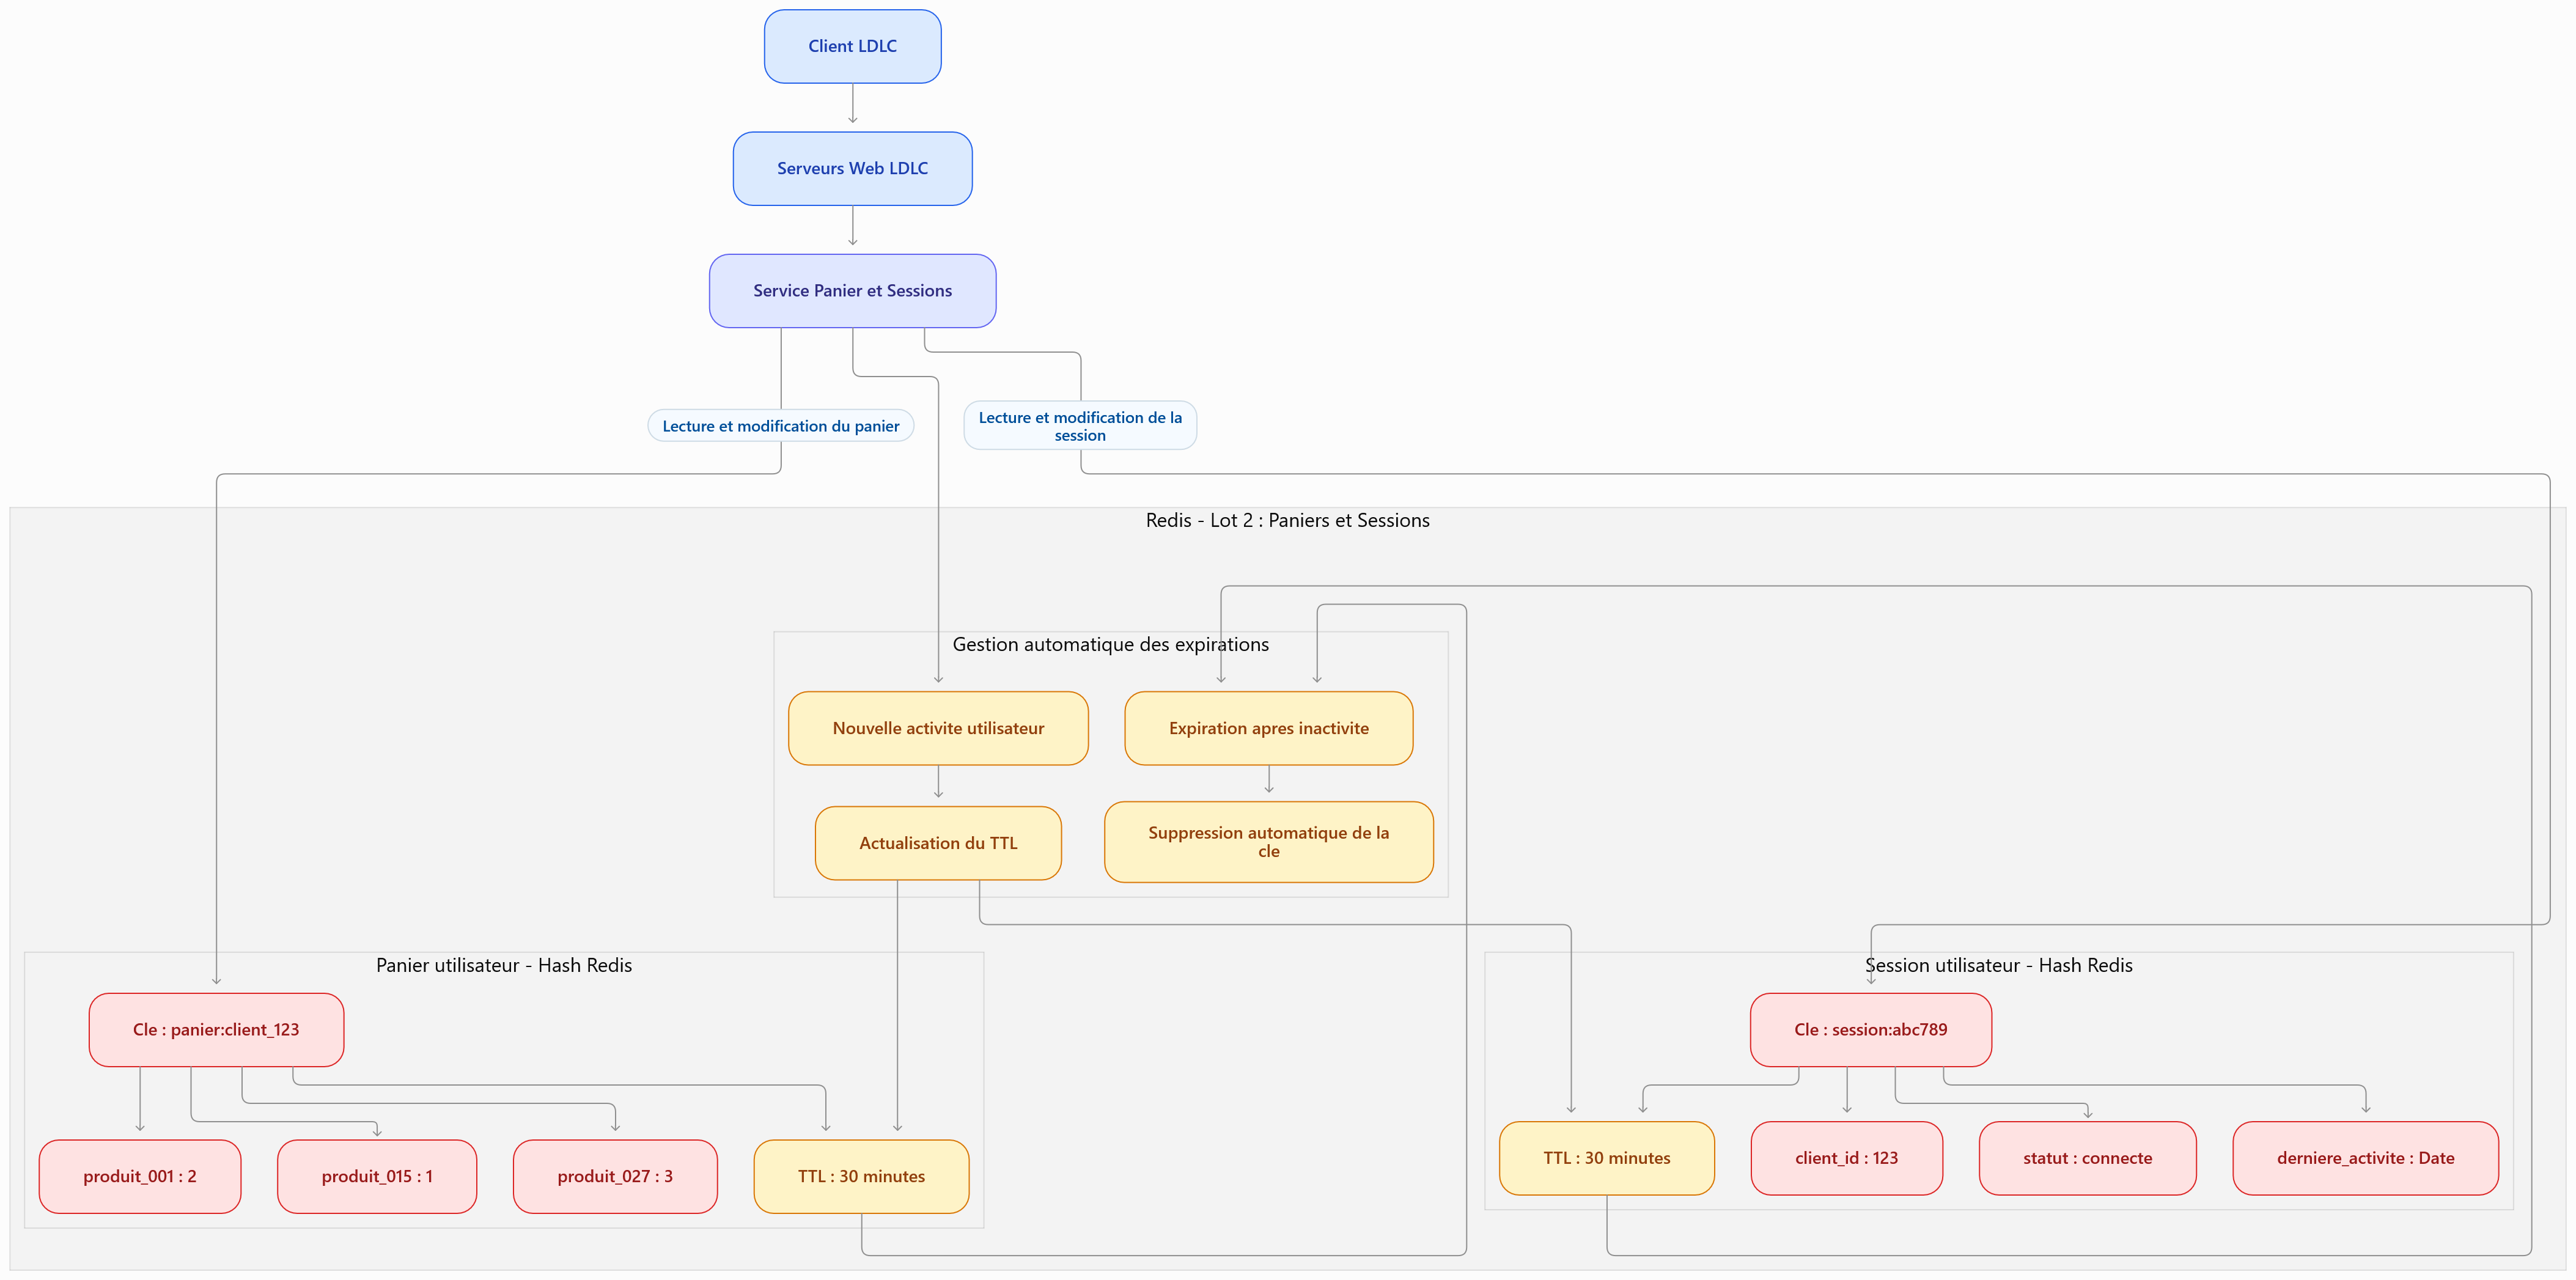 Client LDLC
Serveurs Web LDLC
Service Panier et Sessions
Lecture et modification du panier
Lecture et modification de la
session
Redis - Lot 2 : Paniers et Sessions
Gestion automatique des expirations
Nouvelle activite utilisateur
Expiration apres inactivite
Actualisation du TTL
Suppression automatique de la
cle
Panier utilisateur - Hash Redis
Cle : panier:client_123
produit_001 : 2
produit_015 : 1
produit_027 : 3
TTL : 30 minutes
Session utilisateur - Hash Redis
Cle : session:abc789
TTL : 30 minutes
client_id : 123
statut : connecte
derniere_activite : Date